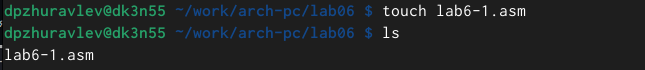 dpzhuravlev@dk3n55 ~/work/arch-pc/lab06 $ touch lab6-1.asm
dpzhuravlev@dk3n55 ~/work/arch-pc/lab06 $ ls
lab6-1.asm